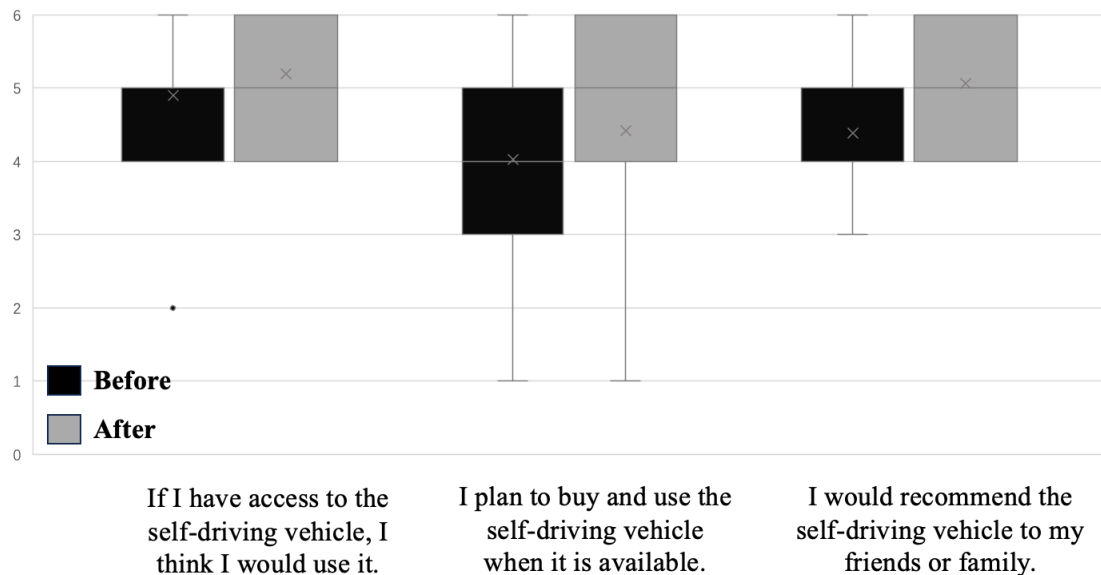 6
5
4
3
2
1
0
Before
After
If I have access to the
self-driving vehicle, I
think I would use it.
I plan to buy and use the
self-driving vehicle
when it is available.
I would recommend the
self-driving vehicle to my
friends or family.